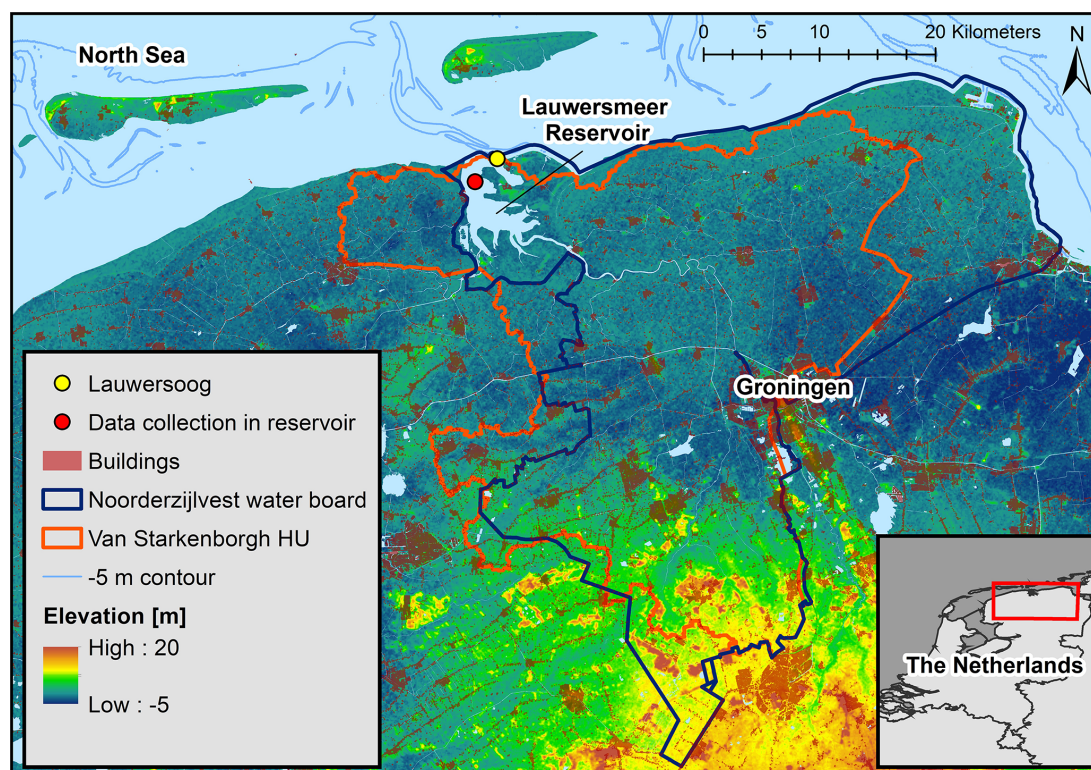 North Sea
0 5 10 20 Kilometers
N
Lauwersmeer
Reservoir
Groningen
Lauwersoog
Data collection in reservoir
Buildings
Noorderzijlvest water board
Van Starkenborgh HU
-5 m contour
Elevation [m]
High : 20
Low : -5
The Netherlands